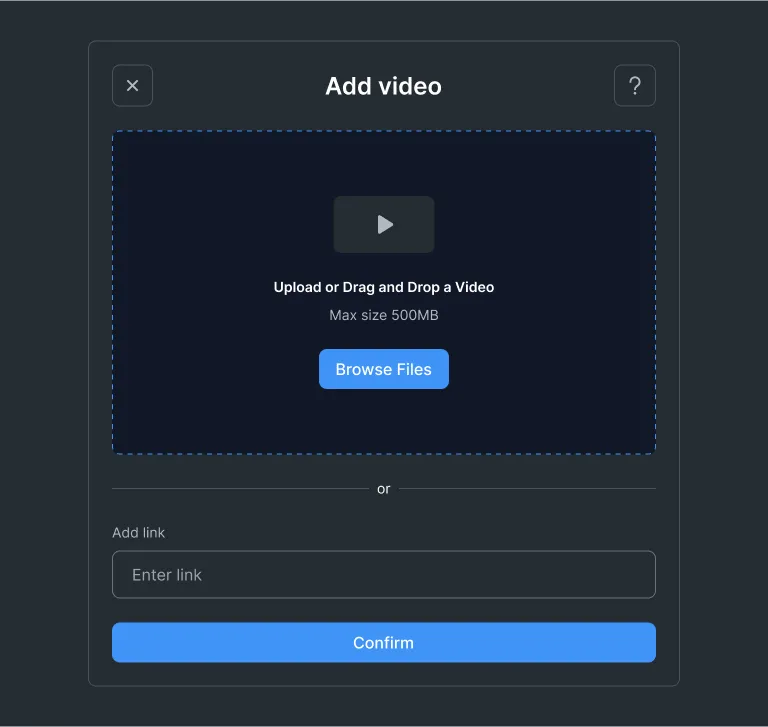 Add video
?
Upload or Drag and Drop a Video
Max size 500MB
Browse Files
or
Add link
Enter link
Confirm